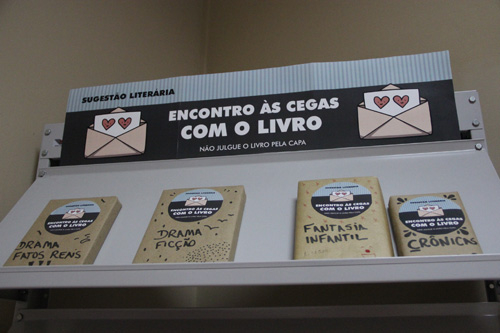 SUGESTÃO LITERÁRIA
ENCONTRO ÀS CEGAS
COM O LIVRO
NÃO JULGUE O LIVRO PELA CAPA
ENCONTRO ÀS CEGAS
COM O LIVRO
DRAMA
&
FATOS REAIS
ENCONTRO ÀS CEGAS
COM O LIVRO
DRAMA
FICÇÃO
SUGESTÃO LITERÁRIA
ENCONTRO ÀS CEGAS
COM O LIVRO
FANTASIA
INFANTIL
ENCONTRO ÀS CEGAS
COM O LIVRO
CRÔNICAS